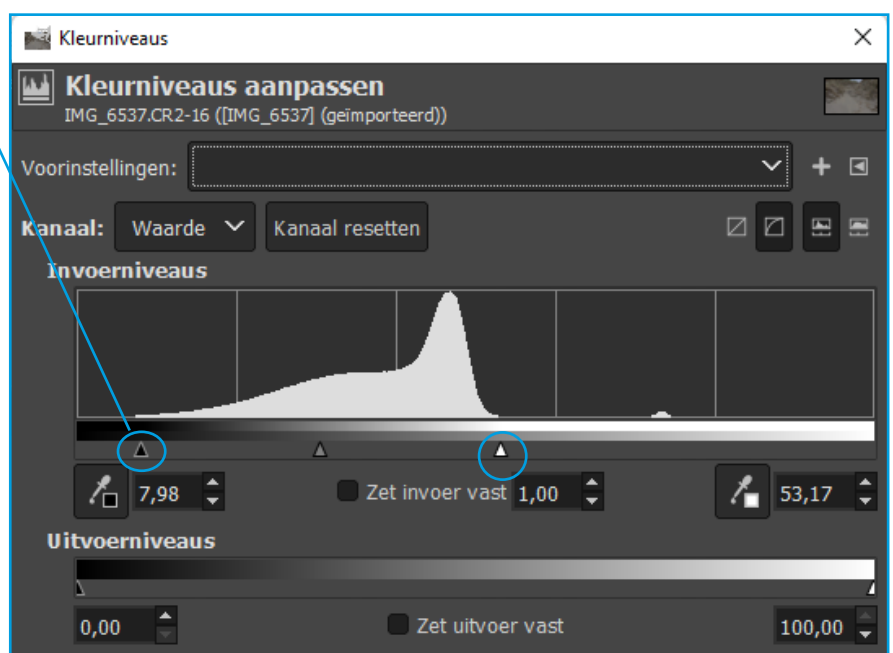 Kleurniveaus
Kleurniveaus aanpassen
IMG_6537.CR2-16 ([IMG_6537] (geïmporteerd))
Voorinstellingen:
Kanaal: Waarde Kanaal resetten
Invoerniveaus
7,98 Zet invoer vast 1,00 53,17
Uitvoerniveaus
0,00 Zet uitvoer vast 100,00